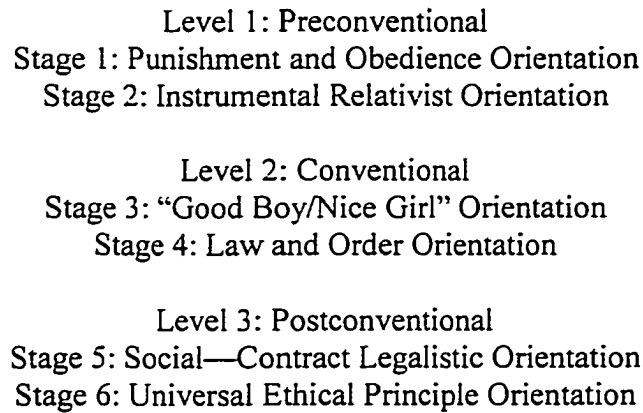 Level 1: Preconventional
Stage 1: Punishment and Obedience Orientation
Stage 2: Instrumental Relativist Orientation
Level 2: Conventional
Stage 3: “Good Boy/Nice Girl” Orientation
Stage 4: Law and Order Orientation
Level 3: Postconventional
Stage 5: Social—Contract Legalistic Orientation
Stage 6: Universal Ethical Principle Orientation